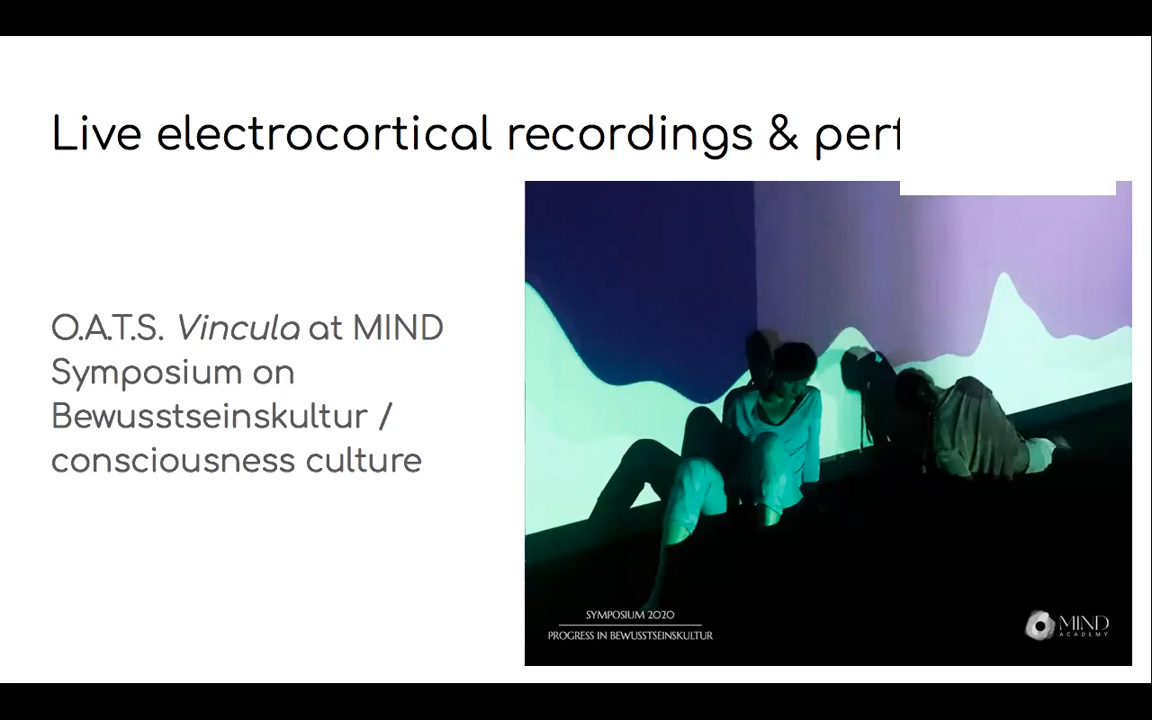 Live electrocortical recordings & perf
O.A.T.S. Vincula at MIND
Symposium on
Bewusstseinskultur /
consciousness culture
SYMPOSIUM 2020
PROGRESS IN BEWUSSTSEINSKULTUR
MIND
ACADEMY